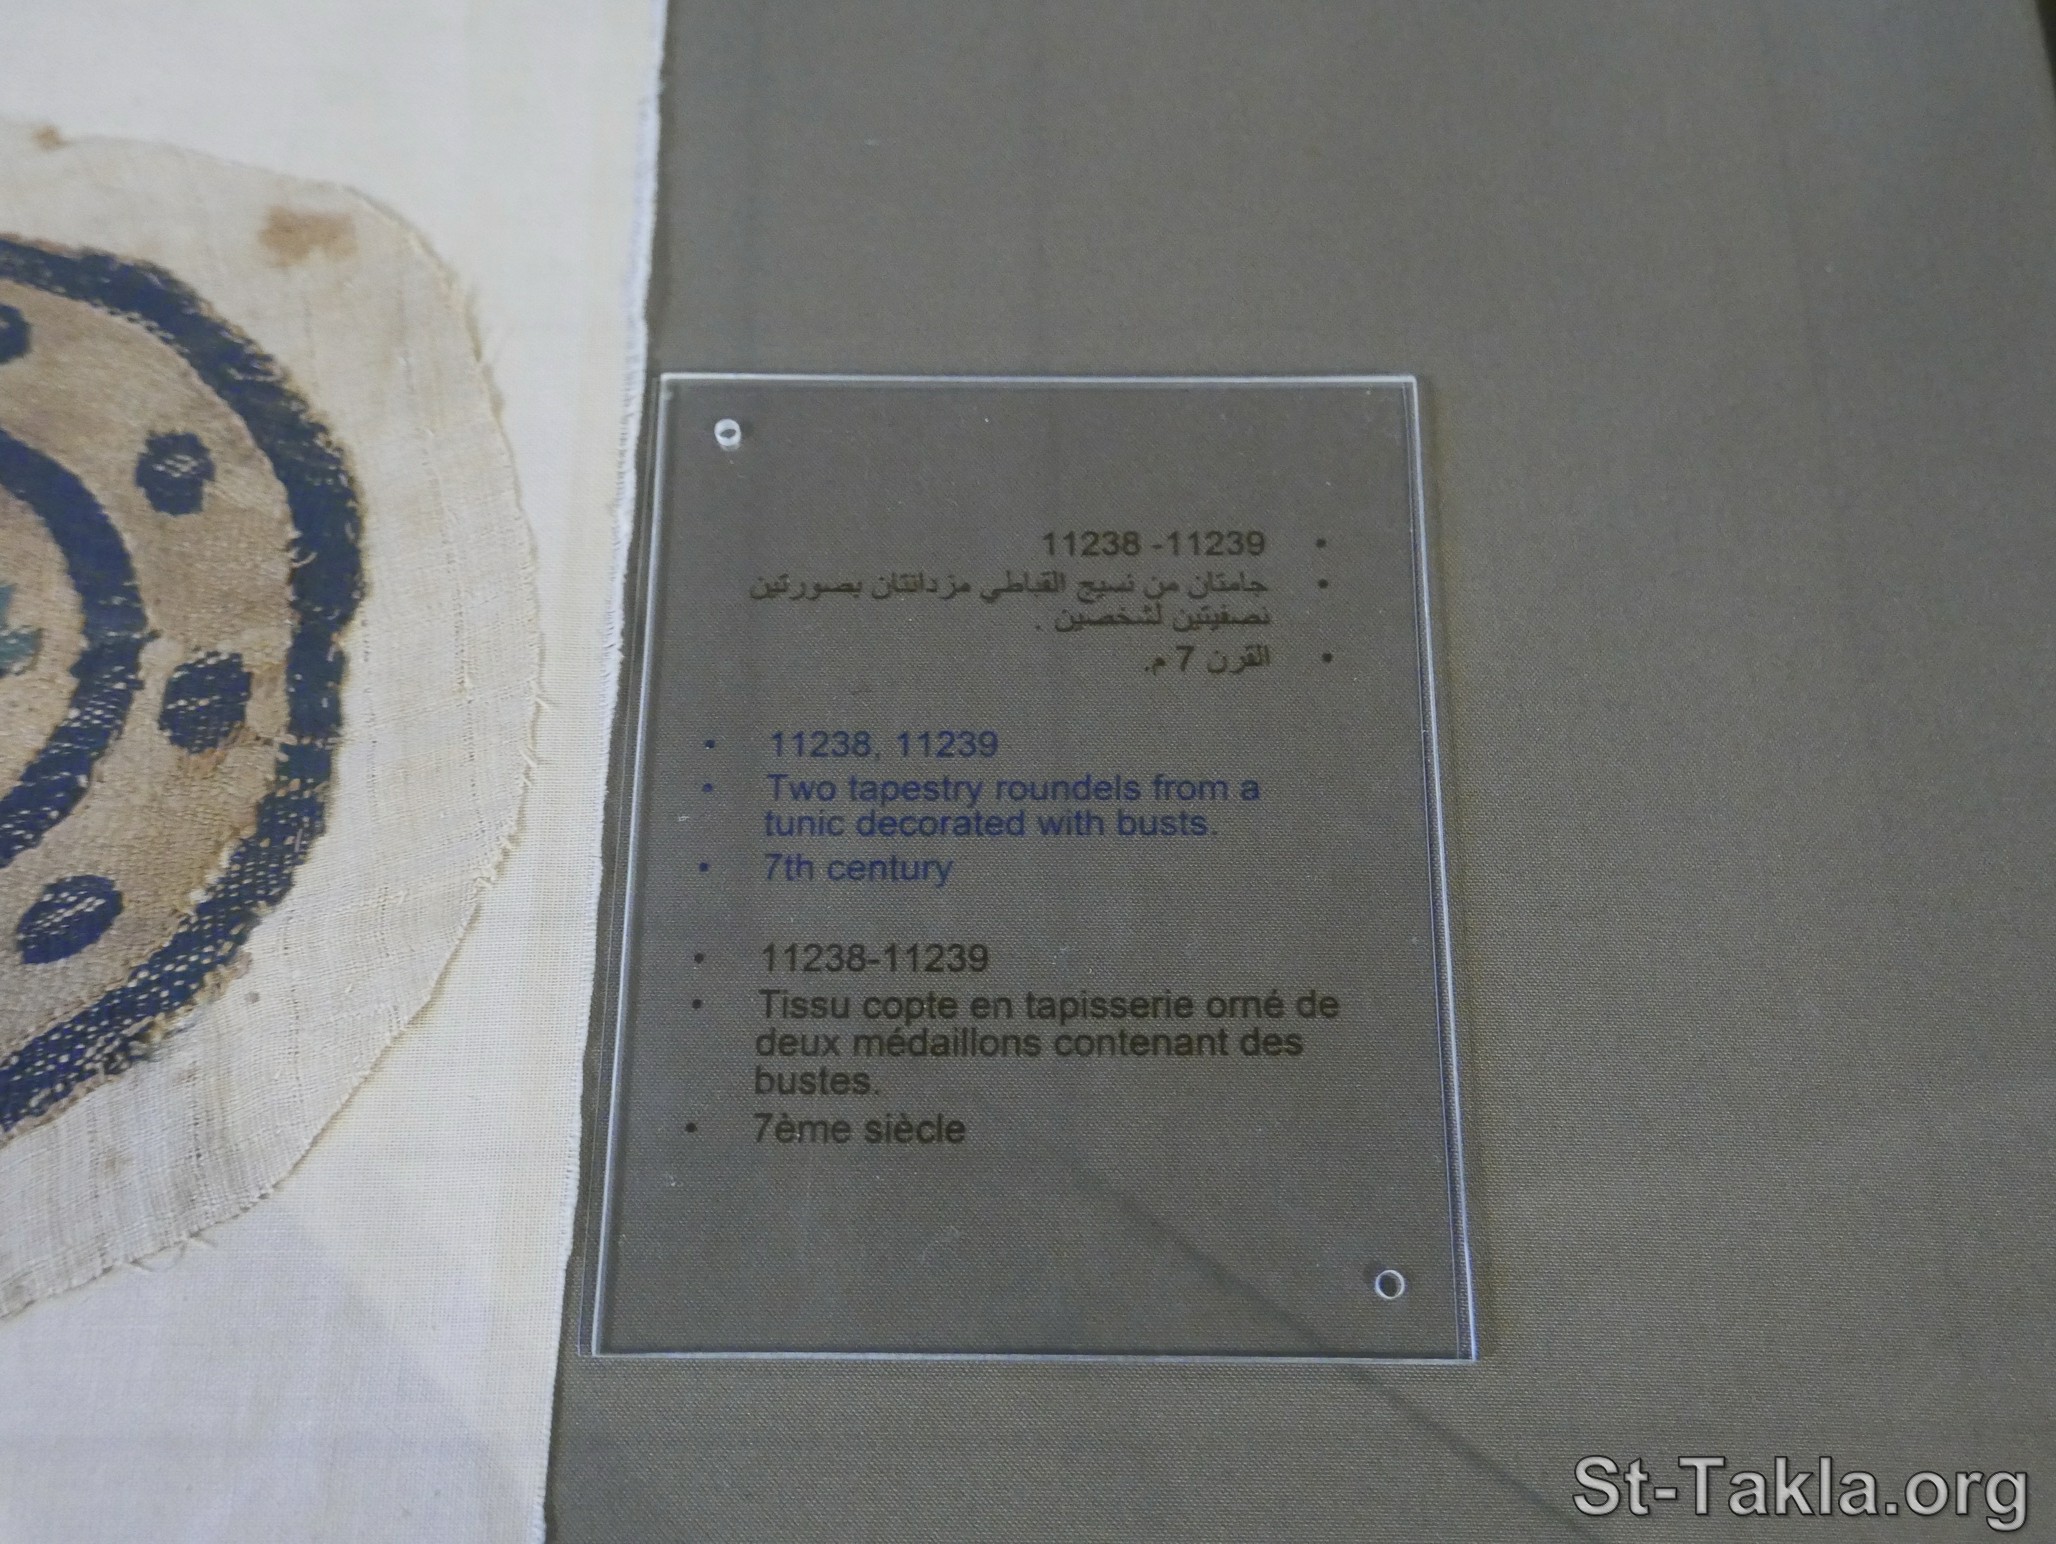 • 11238 -11239
• جامتان من نسيج القباطي مزدانتان بصورتين
نصفيتين لشخصين .
• القرن 7 م.
• 11238, 11239
• Two tapestry roundels from a
tunic decorated with busts.
• 7th century
• 11238-11239
• Tissu copte en tapisserie orné de
deux médaillons contenant des
bustes.
• 7ème siècle
St-Takla.org